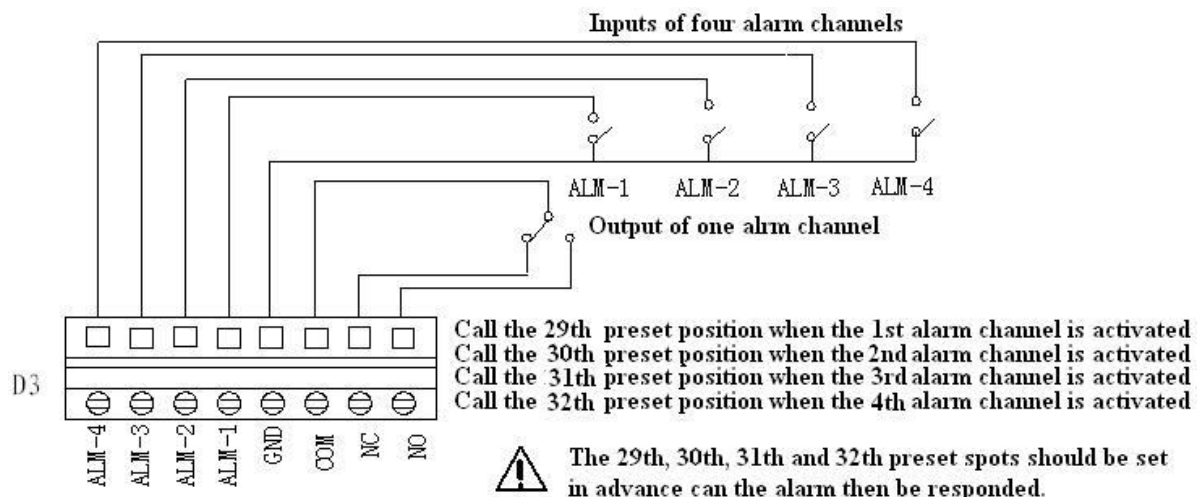 Inputs of four alarm channels
ALM-1 ALM-2 ALM-3 ALM-4
Output of one alrm channel
Call the 29th preset position when the 1st alarm channel is activated
Call the 30th preset position when the 2nd alarm channel is activated
Call the 31th preset position when the 3rd alarm channel is activated
Call the 32th preset position when the 4th alarm channel is activated
D3
ALM-4 ALM-3 ALM-2 ALM-1 GND COM NC NO
The 29th, 30th, 31th and 32th preset spots should be set
in advance can the alarm then be responded.